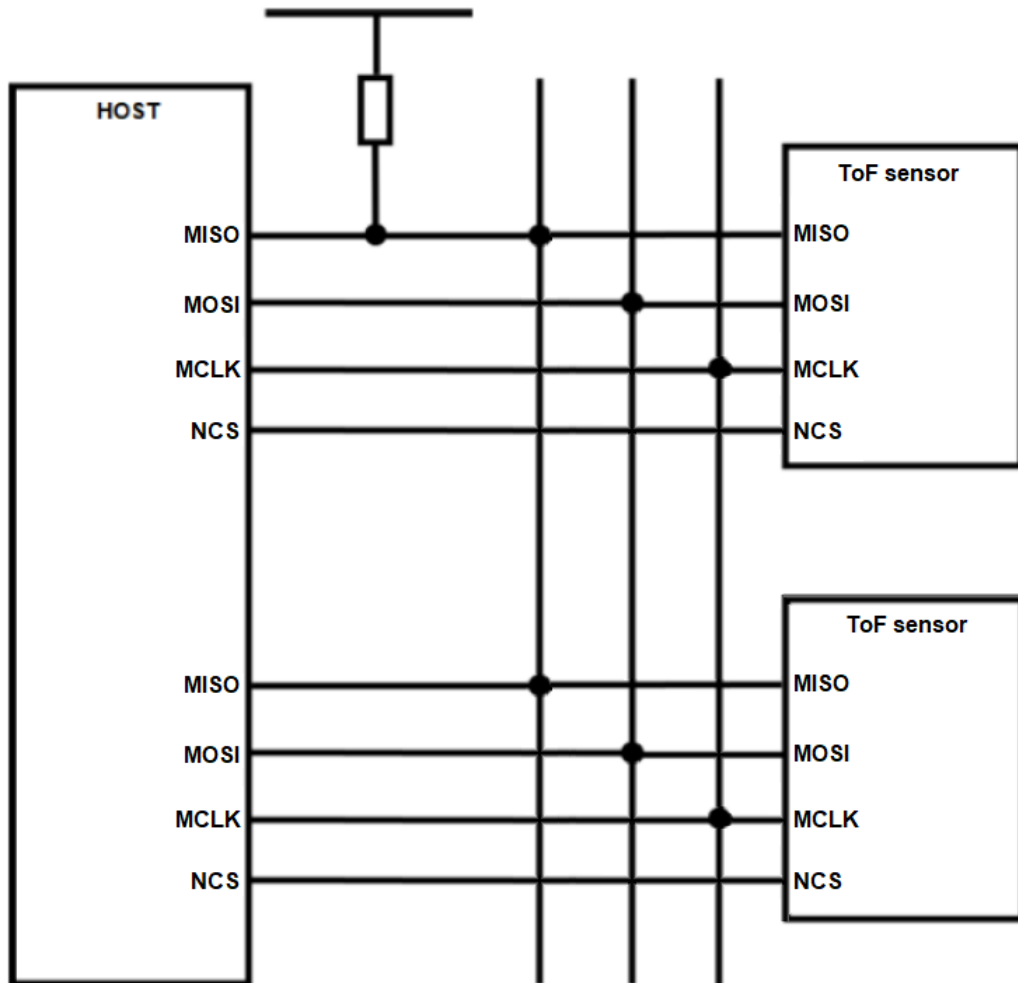 HOST
ToF sensor
MISO
MISO
MOSI
MOSI
MCLK
MCLK
NCS
NCS
ToF sensor
MISO
MISO
MOSI
MOSI
MCLK
MCLK
NCS
NCS